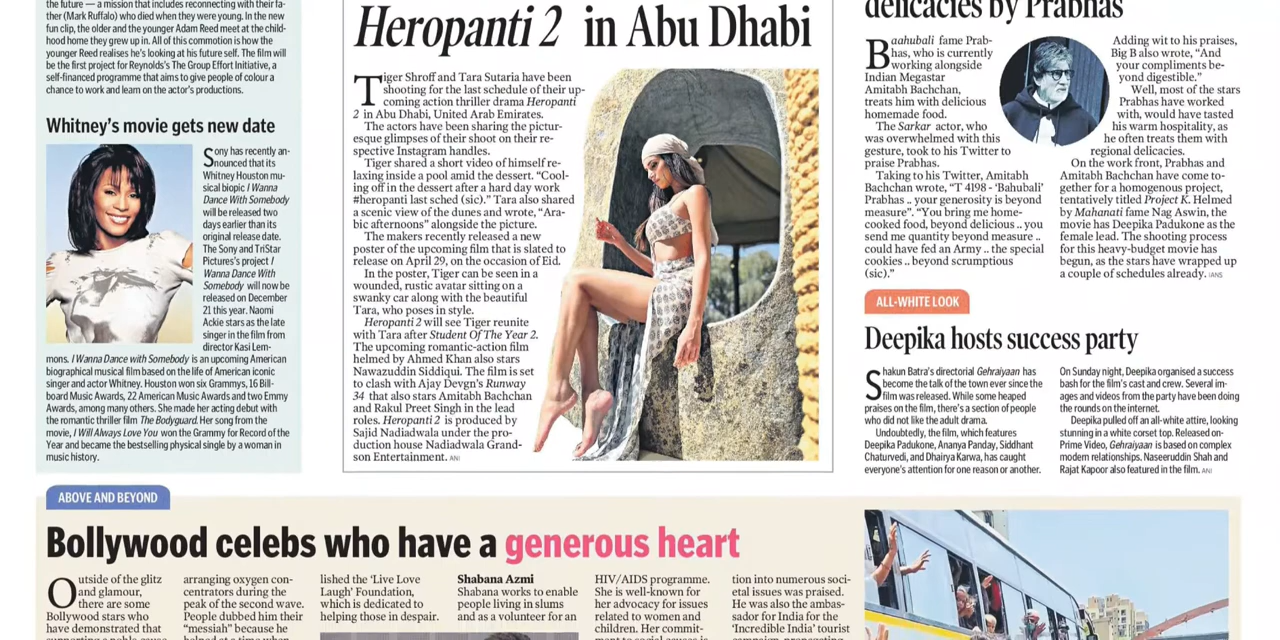 the future — a mission that includes reconnecting with their fa-
ther (Mark Ruffalo) who died when they were young. In the new
fun clip, the older and the younger Adam Reed meet at the child-
hood home they grew up in. All of this commotion is how the
younger Reed realises he's looking at his future self. The film will
be the first project for Reynolds's The Group Effort Initiative, a
self-financed programme that aims to give people of colour a
chance to work and learn on the actor's productions.
Whitney's movie gets new date
Sony has recently an-
nounced that its
Whitney Houston mu-
sical biopic I Wanna
Dance With Somebody
will be released two
days earlier than its
original release date.
The Sony and TriStar
Pictures's project I
Wanna Dance With
Somebody will now be
released on December
21 this year. Naomi
Ackie stars as the late
singer in the film from
director Kasi Lem-
mons. I Wanna Dance with Somebody is an upcoming American
biographical musical film based on the life of American iconic
singer and actor Whitney. Houston won six Grammys, 16 Bill-
board Music Awards, 22 American Music Awards and two Emmy
Awards, among many others. She made her acting debut with
the romantic thriller film The Bodyguard. Her song from the
movie, I Will Always Love You won the Grammy for Record of the
Year and became the bestselling physical single by a woman in
music history.
Heropanti 2 in Abu Dhabi
Tiger Shroff and Tara Sutaria have been
shooting for the last schedule of their up-
coming action thriller drama Heropanti
2 in Abu Dhabi, United Arab Emirates.
The actors have been sharing the pictur-
esque glimpses of their shoot on their re-
spective Instagram handles.
Tiger shared a short video of himself re-
laxing inside a pool amid the dessert. "Cool-
ing off in the dessert after a hard day work
#heropanti last sched (sic)." Tara also shared
a scenic view of the dunes and wrote, "Ara-
bic afternoons" alongside the picture.
The makers recently released a new
poster of the upcoming film that is slated to
release on April 29, on the occasion of Eid.
In the poster, Tiger can be seen in a
wounded, rustic avatar sitting on a
swanky car along with the beautiful
Tara, who poses in style.
Heropanti 2 will see Tiger reunite
with Tara after Student Of The Year 2.
The upcoming romantic-action film
helmed by Ahmed Khan also stars
Nawazuddin Siddiqui. The film is set
to clash with Ajay Devgn's Runway
34 that also stars Amitabh Bachchan
and Rakul Preet Singh in the lead
roles. Heropanti 2 is produced by
Sajid Nadiadwala under the pro-
duction house Nadiadwala Grand-
son Entertainment. ANI
delicacies by Prabhas
Baahubali fame Prab-
has, who is currently
working alongside
Indian Megastar
Amitabh Bachchan,
treats him with delicious
homemade food.
The Sarkar actor, who
was overwhelmed with this
gesture, took to his Twitter to
praise Prabhas.
Taking to his Twitter, Amitabh
Bachchan wrote, "T 4198 - 'Bahubali'
Prabhas .. your generosity is beyond
measure". "You bring me home-
cooked food, beyond delicious .. you
send me quantity beyond measure ..
could have fed an Army .. the special
cookies .. beyond scrumptious
(sic)."
Adding wit to his praises,
Big B also wrote, "And
your compliments be-
yond digestible."
Well, most of the stars
Prabhas have worked
with, would have tasted
his warm hospitality, as
he often treats them with
regional delicacies.
On the work front, Prabhas and
Amitabh Bachchan have come to-
gether for a homogenous project,
tentatively titled Project K. Helmed
by Mahanati fame Nag Aswin, the
movie has Deepika Padukone as the
female lead. The shooting process
for this heavy-budget movie has
begun, as the stars have wrapped up
a couple of schedules already. IANS
ALL-WHITE LOOK
Deepika hosts success party
Shakun Batra's directorial Gehraiyaan has
become the talk of the town ever since the
film was released. While some heaped
praises on the film, there's a section of people
who did not like the adult drama.
Undoubtedly, the film, which features
Deepika Padukone, Ananya Panday, Siddhant
Chaturvedi, and Dhairya Karwa, has caught
everyone's attention for one reason or another.
On Sunday night, Deepika organised a success
bash for the film's cast and crew. Several im-
ages and videos from the party have been doing
the rounds on the internet.
Deepika pulled off an all-white attire, looking
stunning in a white corset top. Released on-
Prime Video, Gehraiyaan is based on complex
modern relationships. Naseeruddin Shah and
Rajat Kapoor also featured in the film. ANI
ABOVE AND BEYOND
Bollywood celebs who have a generous heart
Outside of the glitz
and glamour,
there are some
Bollywood stars who
have demonstrated that
arranging oxygen con-
centrators during the
peak of the second wave.
People dubbed him their
"messiah" because he
lished the 'Live Love
Laugh' Foundation,
which is dedicated to
helping those in despair.
Shabana Azmi
Shabana works to enable
people living in slums
and as a volunteer for an
HIV/AIDS programme.
She is well-known for
her advocacy for issues
related to women and
children. Her commit-
tion into numerous soci-
etal issues was praised.
He was also the ambas-
sador for India for the
'Incredible India' tourist